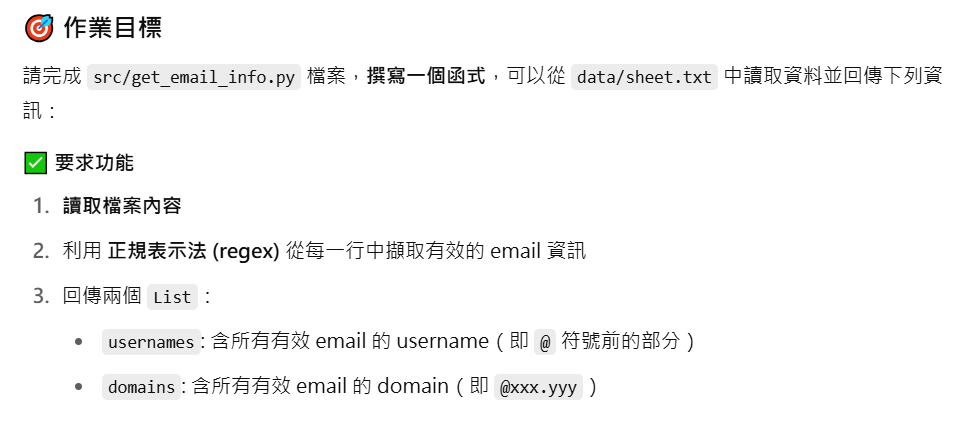 🎯 作業目標
請完成 src/get_email_info.py 檔案，撰寫一個函式，可以從 data/sheet.txt 中讀取資料並回傳下列資
訊：
✅ 要求功能
1. 讀取檔案內容
2. 利用 正規表示法 (regex) 從每一行中擷取有效的 email 資訊
3. 回傳兩個 List：
• usernames: 含所有有效 email 的 username（即 @ 符號前的部分）
• domains: 含所有有效 email 的 domain（即 @xxx.yyy ）